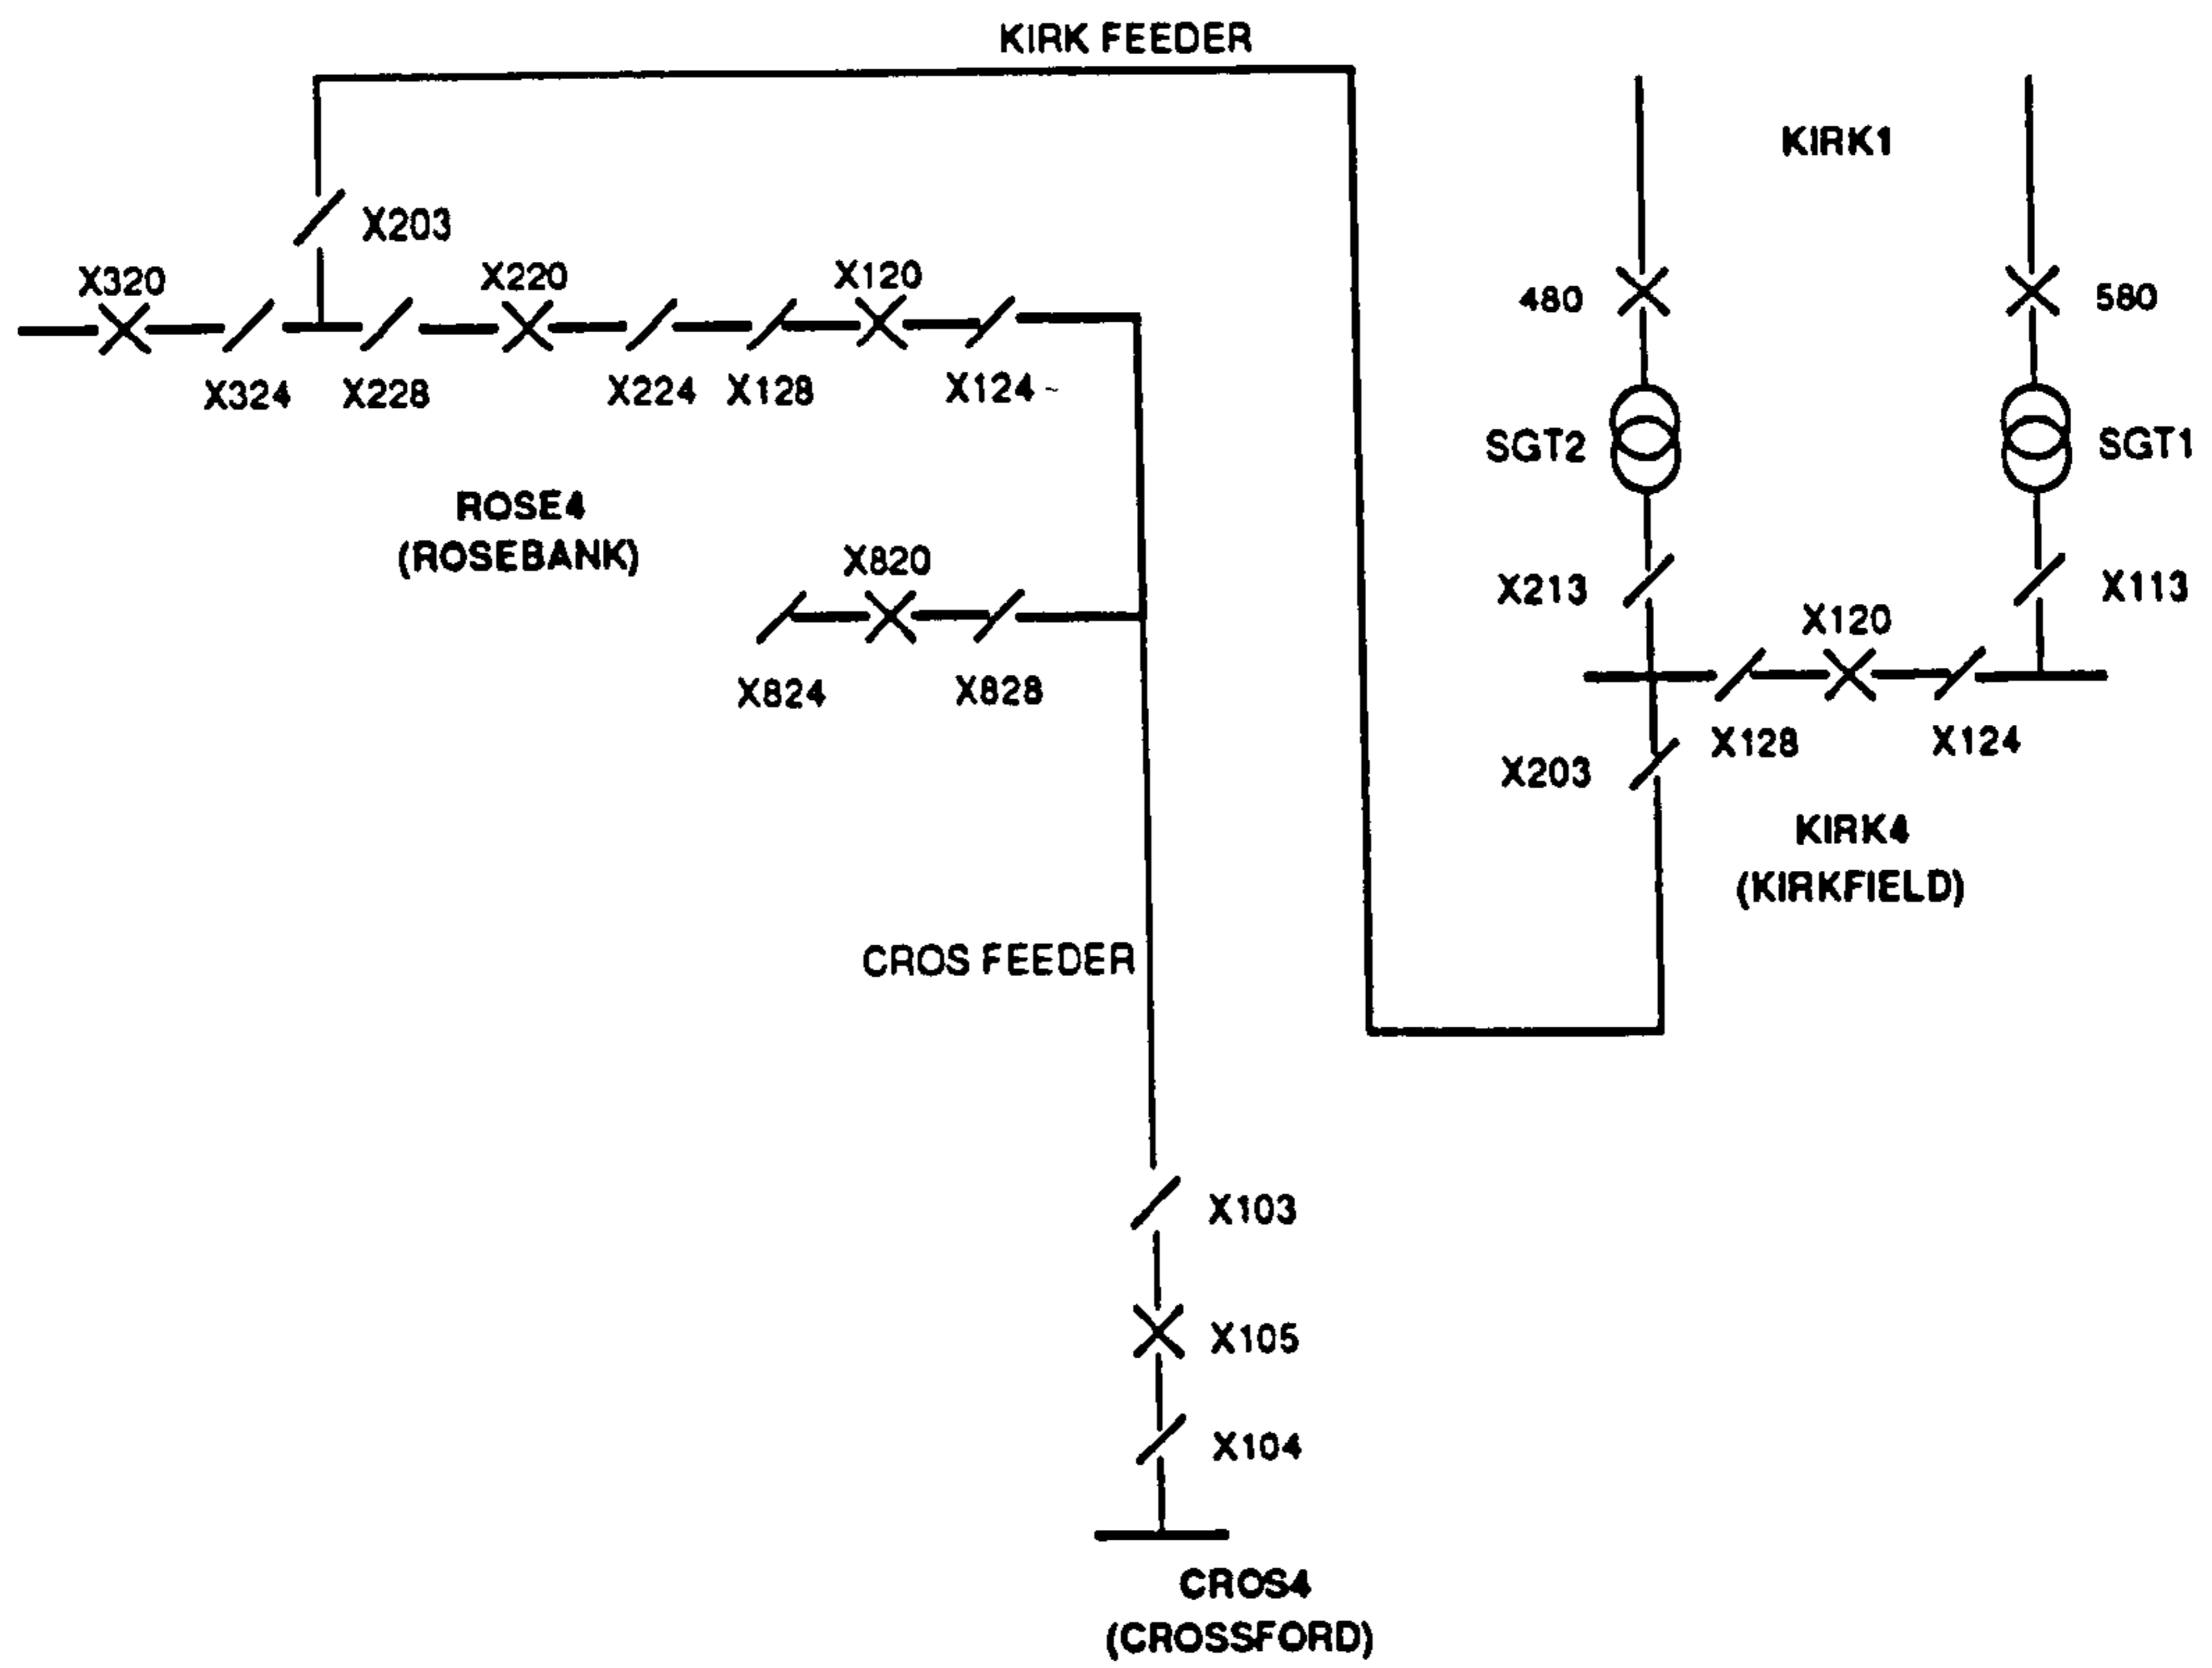 KIRK FEEDER
KIRK1
X203
X320
X220
X120
480
580
X324
X228
X224
X128
X124~
SGT2
SGT1
ROSE4
(ROSEBANK)
X820
X213
X113
X120
X824
X828
X128
X124
X203
KIRK4
(KIRKFIELD)
CROS FEEDER
X103
X105
X104
CROS4
(CROSSFORD)